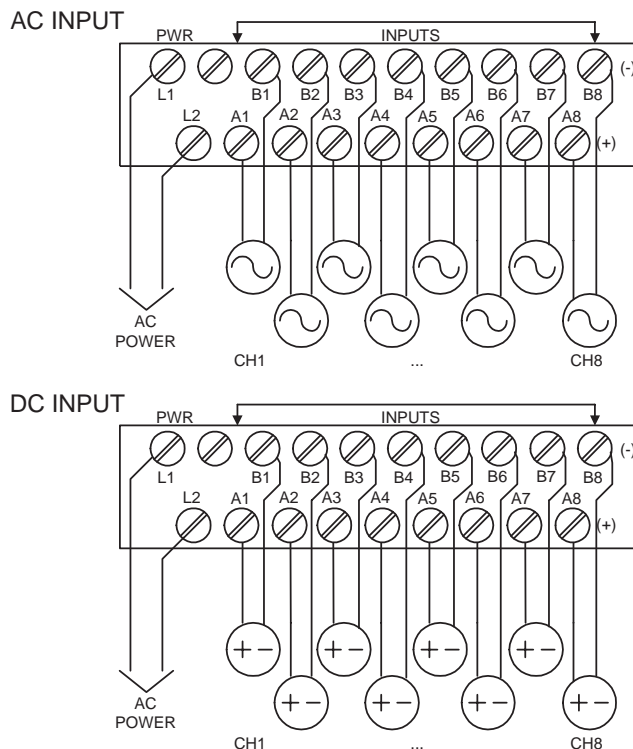 AC INPUT
PWR INPUTS
L1 B1 B2 B3 B4 B5 B6 B7 B8 (-)
L2 A1 A2 A3 A4 A5 A6 A7 A8 (+)
AC
POWER
CH1 ... CH8
DC INPUT
PWR INPUTS
L1 B1 B2 B3 B4 B5 B6 B7 B8 (-)
L2 A1 A2 A3 A4 A5 A6 A7 A8 (+)
+ - + - + - + -
+ - + - + - + -
AC
POWER
CH1 ... CH8